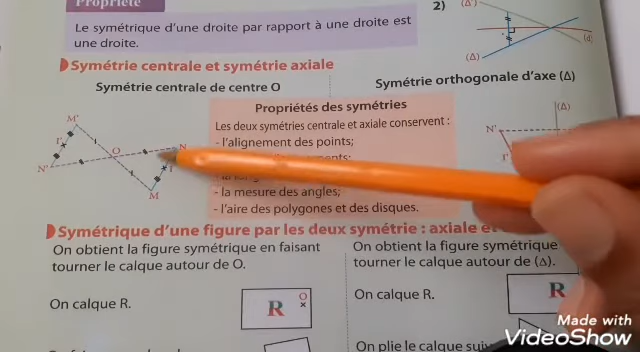 Propriété
Le symétrique d'une droite par rapport à une droite est
une droite.
2)
(Δ')
(d)
(Δ)
Symétrie centrale et symétrie axiale
Symétrie centrale de centre O
Symétrie orthogonale d'axe (Δ)
M'
I'
N'
O
N
I
M
Propriétés des symétries
Les deux symétries centrale et axiale conservent :
- l'alignement des points;
- la mesure des angles;
- l'aire des polygones et des disques.
(Δ)
N'
I'
Symétrique d'une figure par les deux symétrie : axiale et
On obtient la figure symétrique en faisant
tourner le calque autour de O.
On calque R.
R
O
On obtient la figure symétrique
tourner le calque autour de (Δ).
On calque R.
R
On plie le calque
Made with
VideoShow